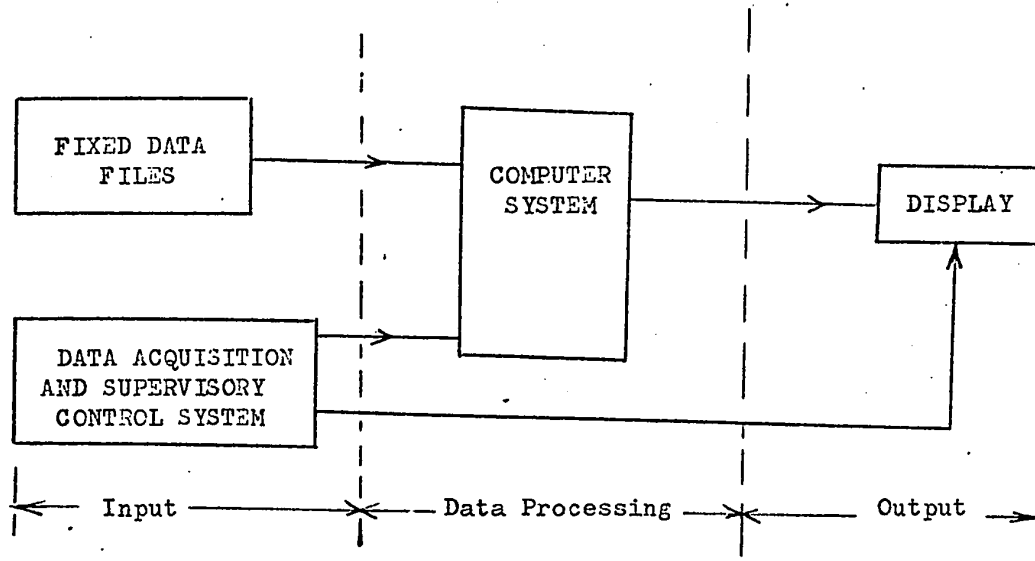 FIXED DATA
FILES
COMPUTER
SYSTEM
DISPLAY
DATA ACQUISITION
AND SUPERVISORY
CONTROL SYSTEM
Input
Data Processing
Output